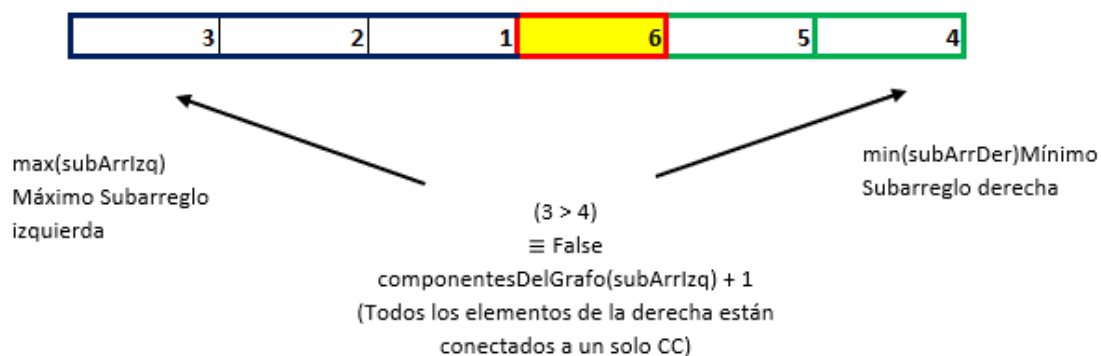 3 2 1 6 5 4
max(subArrIzq)
Máximo Subarreglo
izquierda
min(subArrDer)Mínimo
Subarreglo derecha
(3 > 4)
≡ False
componentesDelGrafo(subArrIzq) + 1
(Todos los elementos de la derecha están
conectados a un solo CC)